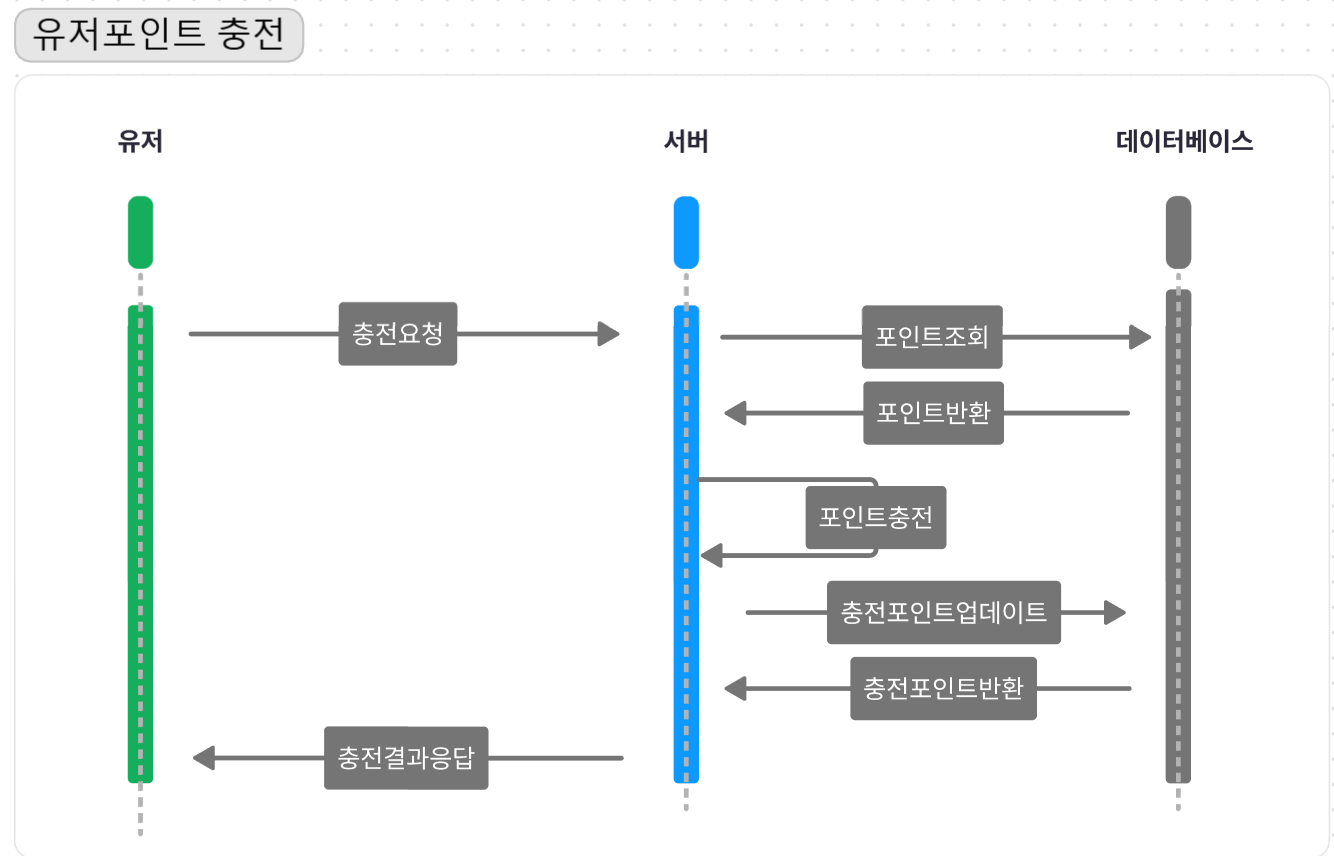 유저포인트 충전
유저
서버
데이터베이스
충전요청
포인트조회
포인트반환
포인트충전
충전포인트업데이트
충전포인트반환
충전결과응답